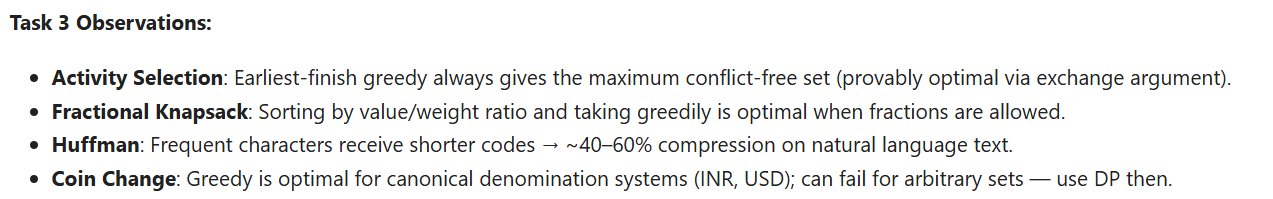 Task 3 Observations:
• Activity Selection: Earliest-finish greedy always gives the maximum conflict-free set (provably optimal via exchange argument).
• Fractional Knapsack: Sorting by value/weight ratio and taking greedily is optimal when fractions are allowed.
• Huffman: Frequent characters receive shorter codes → ~40–60% compression on natural language text.
• Coin Change: Greedy is optimal for canonical denomination systems (INR, USD); can fail for arbitrary sets — use DP then.